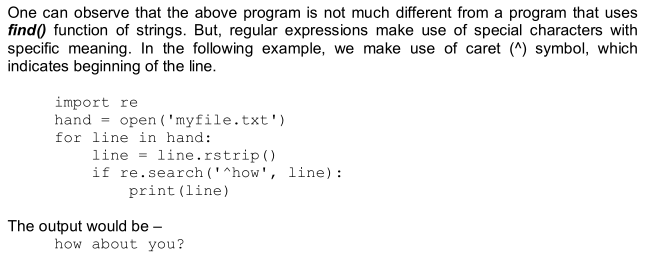 One can observe that the above program is not much different from a program that uses
find() function of strings. But, regular expressions make use of special characters with
specific meaning. In the following example, we make use of caret (^) symbol, which
indicates beginning of the line.
import re
hand = open('myfile.txt')
for line in hand:
    line = line.rstrip()
    if re.search('^how', line):
        print(line)
The output would be –
how about you?